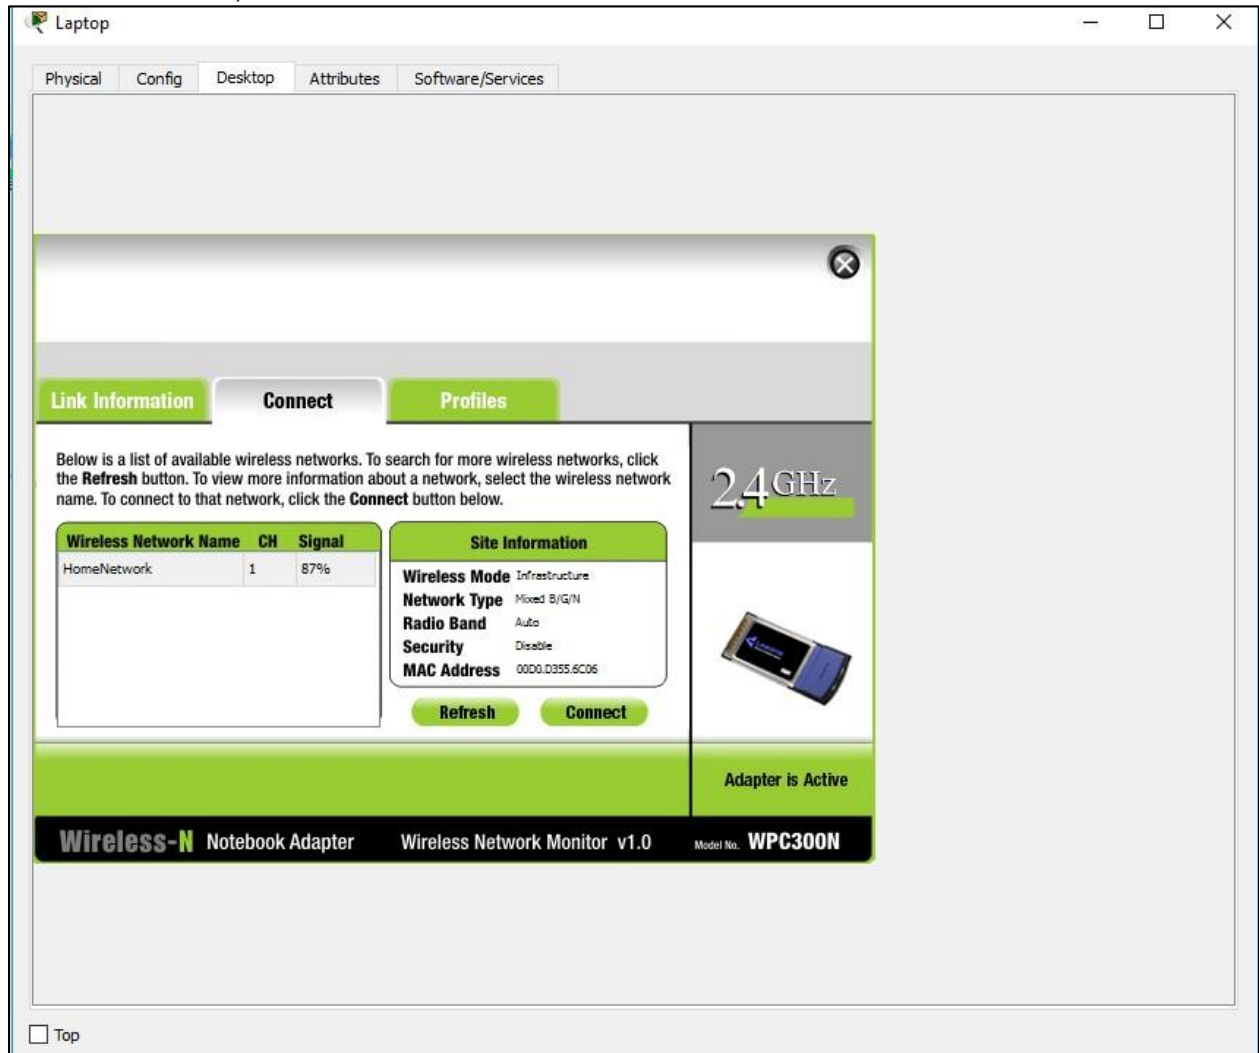 Laptop
Physical Config Desktop Attributes Software/Services
Link Information Connect Profiles
Below is a list of available wireless networks. To search for more wireless networks, click
the Refresh button. To view more information about a network, select the wireless network
name. To connect to that network, click the Connect button below.
2.4GHz
Wireless Network Name CH Signal
HomeNetwork 1 87%
Site Information
Wireless Mode Infrastructure
Network Type Mixed B/G/N
Radio Band Auto
Security Disable
MAC Address 00D0.D355.6C06
Refresh Connect
Adapter is Active
Wireless-N Notebook Adapter Wireless Network Monitor v1.0 Model No. WPC300N
Top